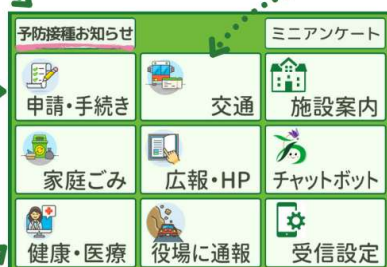 予防接種お知らせ
ミニアンケート
申請・手続き
交通
施設案内
家庭ごみ
広報・HP
チャットボット
健康・医療
役場に通報
受信設定